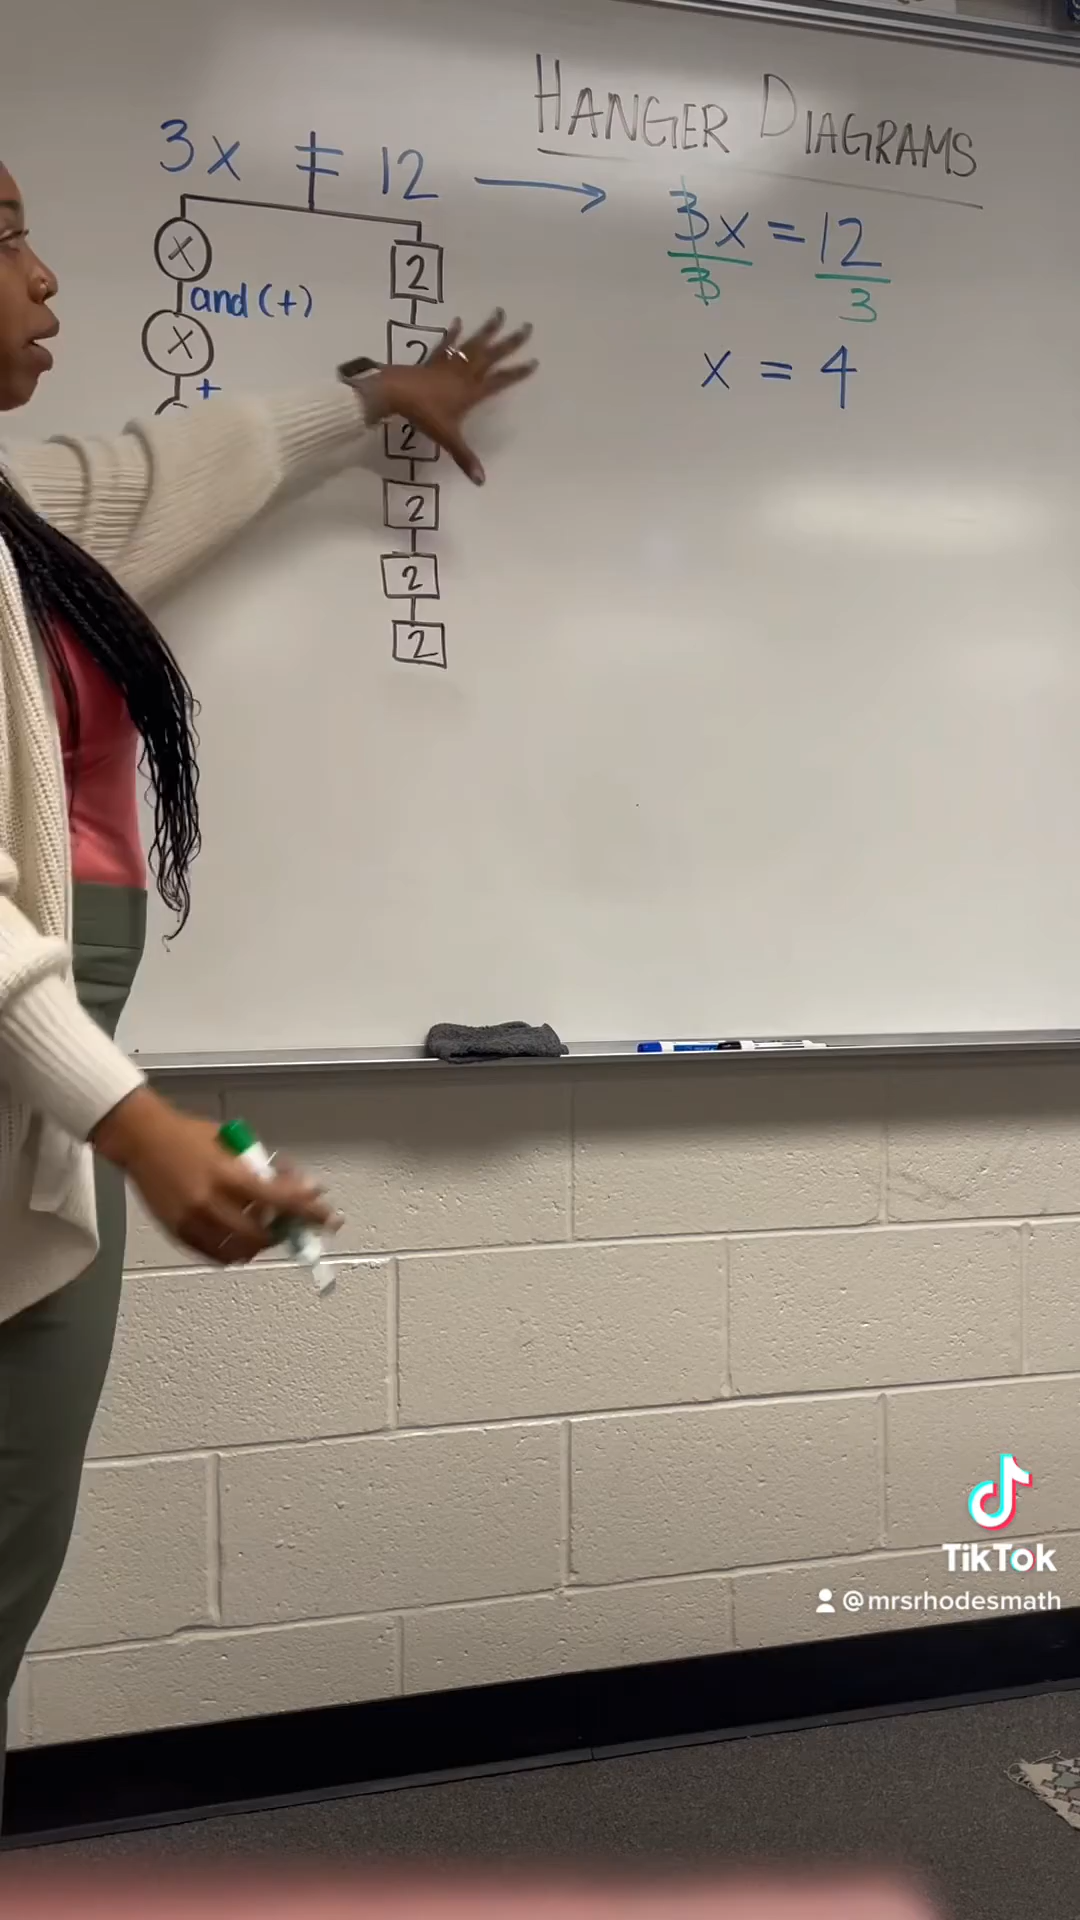 HANGER DIAGRAMS
3x = 12
x
and (+)
x
+
2
2
2
2
2
2
3x = 12
3 3
x = 4
TikTok
@mrsrhodesmath